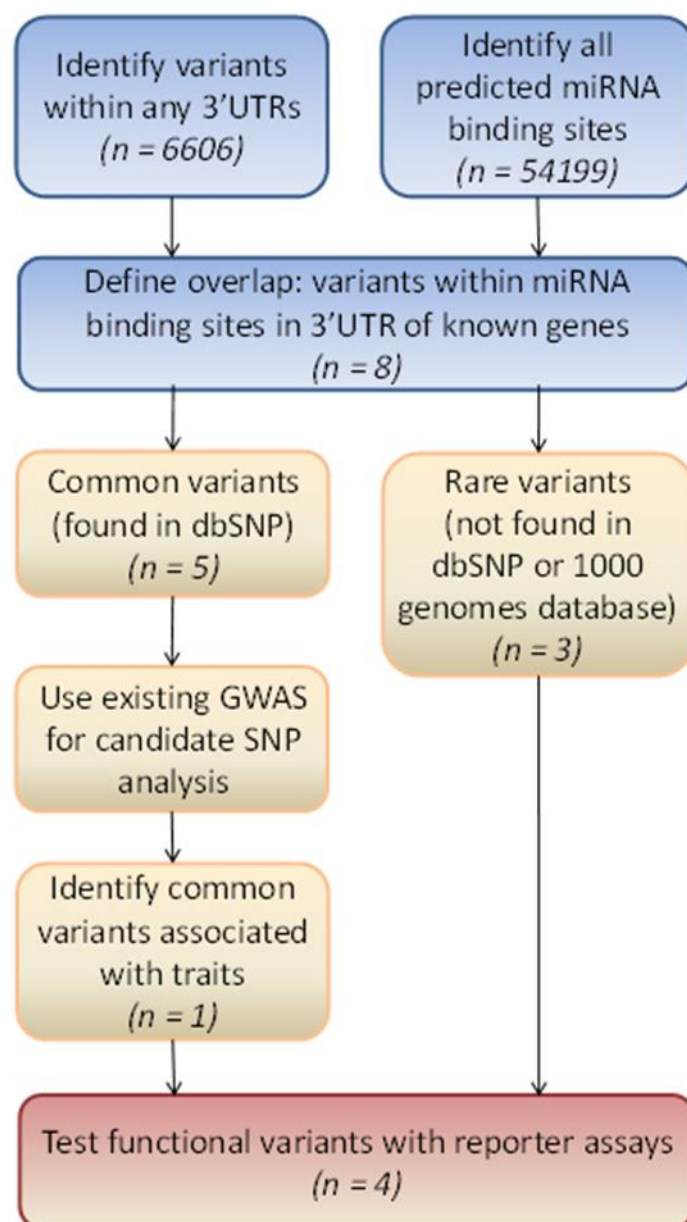 Identify variants
within any 3'UTRs
(n = 6606)
Identify all
predicted miRNA
binding sites
(n = 54199)
Define overlap: variants within miRNA
binding sites in 3'UTR of known genes
(n = 8)
Common variants
(found in dbSNP)
(n = 5)
Rare variants
(not found in
dbSNP or 1000
genomes database)
(n = 3)
Use existing GWAS
for candidate SNP
analysis
Identify common
variants associated
with traits
(n = 1)
Test functional variants with reporter assays
(n = 4)